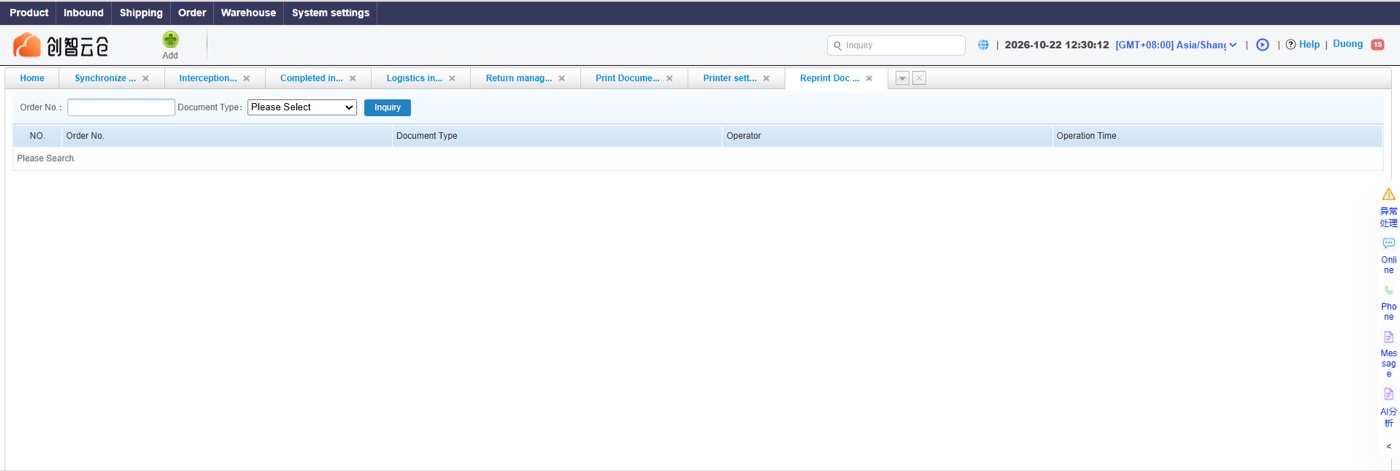 Product Inbound Shipping Order Warehouse System settings
创智云仓 Add Inquiry | 2026-10-22 12:30:12 [GMT+08:00] Asia/Shang | | Help | Duong 15
Home Synchronize ... Interception... Completed in... Logistics in... Return manag... Print Docume... Printer sett... Reprint Doc ...
Order No.: Document Type: Please Select Inquiry
NO. Order No. Document Type Operator Operation Time
Please Search.
异常
处理
Onli
ne
Pho
ne
Mes
sag
e
AI分
析
<